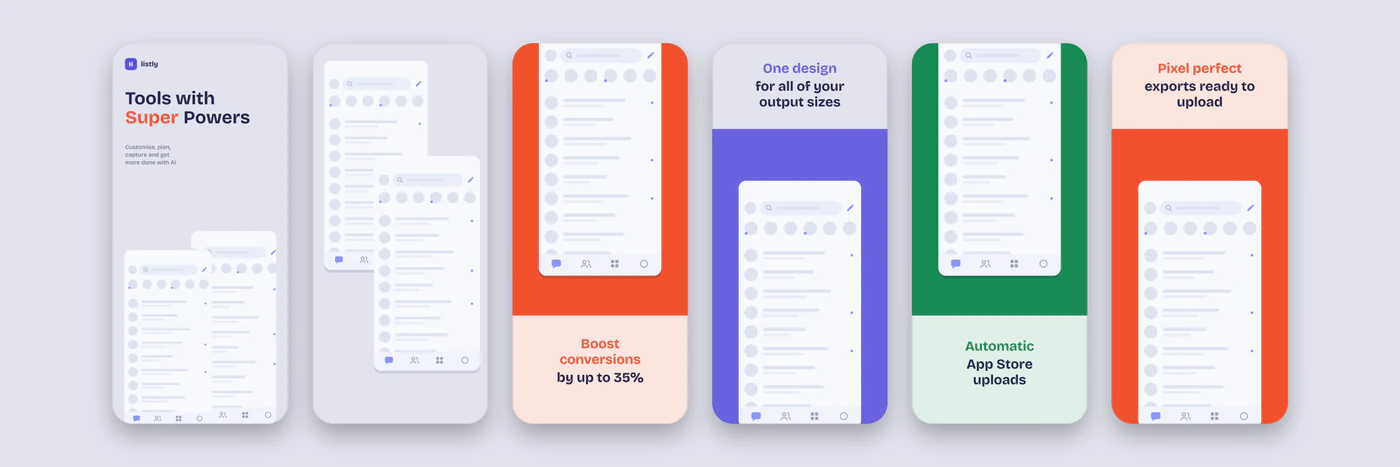 listly
Tools with
Super Powers
Customise, plan,
capture and get
more done with AI
Boost
conversions
by up to 35%
One design
for all of your
output sizes
Automatic
App Store
uploads
Pixel perfect
exports ready to
upload